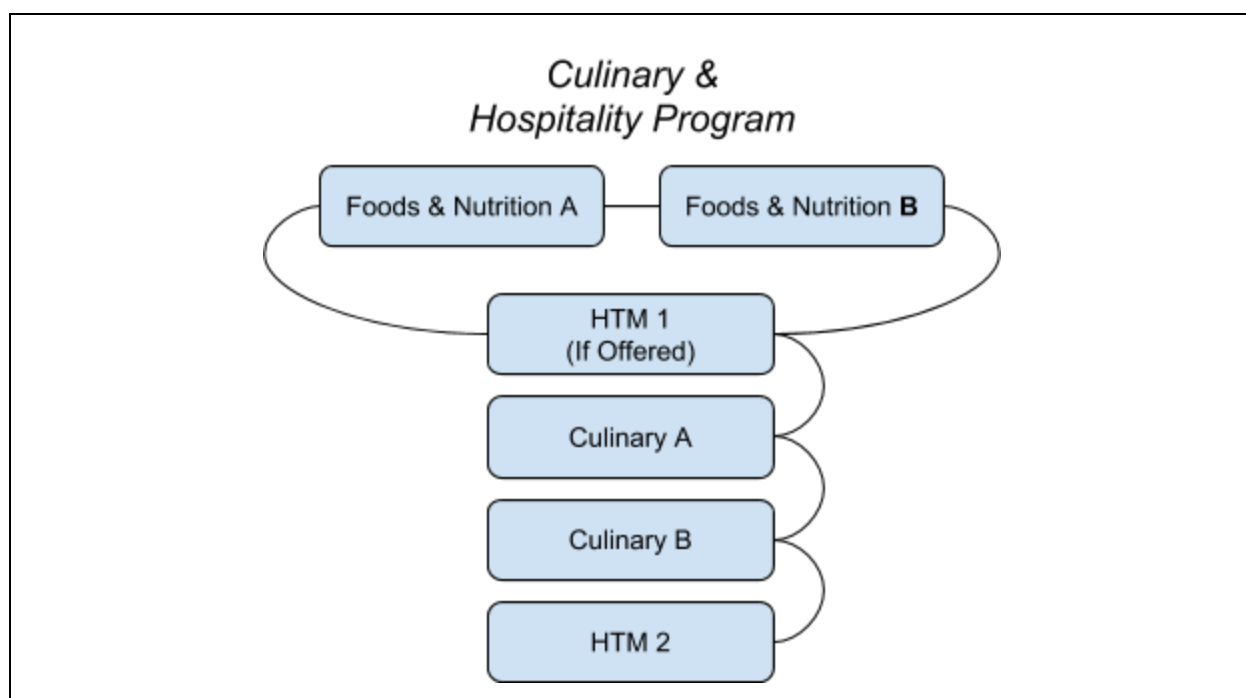 Culinary &
Hospitality Program
Foods & Nutrition A
Foods & Nutrition B
HTM 1
(If Offered)
Culinary A
Culinary B
HTM 2